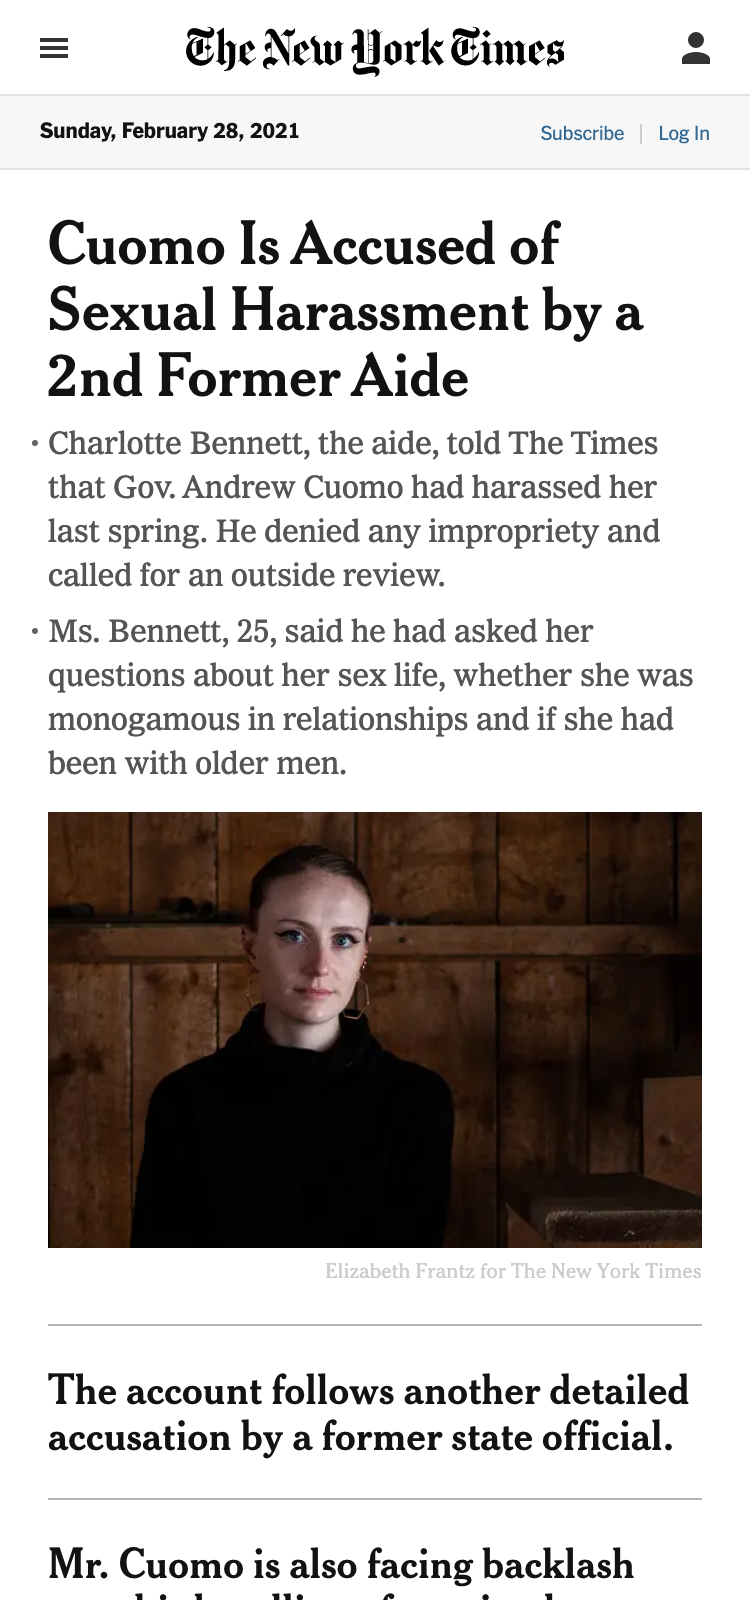 The New York Times
Sunday, February 28, 2021
Subscribe | Log In
Cuomo Is Accused of
Sexual Harassment by a
2nd Former Aide
• Charlotte Bennett, the aide, told The Times
that Gov. Andrew Cuomo had harassed her
last spring. He denied any impropriety and
called for an outside review.
• Ms. Bennett, 25, said he had asked her
questions about her sex life, whether she was
monogamous in relationships and if she had
been with older men.
Elizabeth Frantz for The New York Times
The account follows another detailed
accusation by a former state official.
Mr. Cuomo is also facing backlash